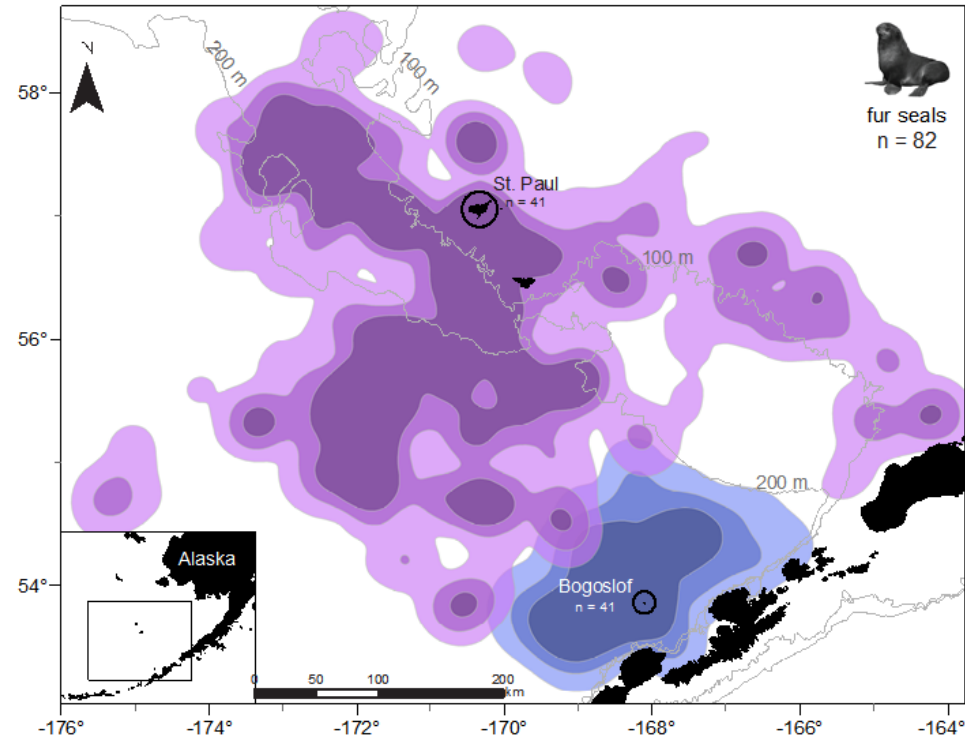 N
200 m
100 m
58°
fur seals
n = 82
St. Paul
n = 41
100 m
56°
200 m
Alaska
54°
Bogoslof
n = 41
0 50 100 200
km
-176 -174 -172 -170 -168 -166 -164